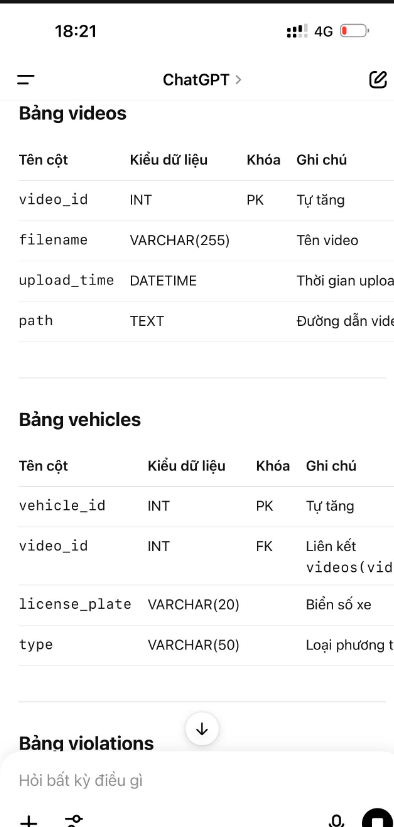 18:21 4G
ChatGPT
Bảng videos
Tên cột Kiểu dữ liệu Khóa Ghi chú
video_id INT PK Tự tăng
filename VARCHAR(255) Tên video
upload_time DATETIME Thời gian uploa
path TEXT Đường dẫn vide
Bảng vehicles
Tên cột Kiểu dữ liệu Khóa Ghi chú
vehicle_id INT PK Tự tăng
video_id INT FK Liên kết
videos(vid
license_plate VARCHAR(20) Biển số xe
type VARCHAR(50) Loại phương t
Bảng violations
Hỏi bất kỳ điều gì